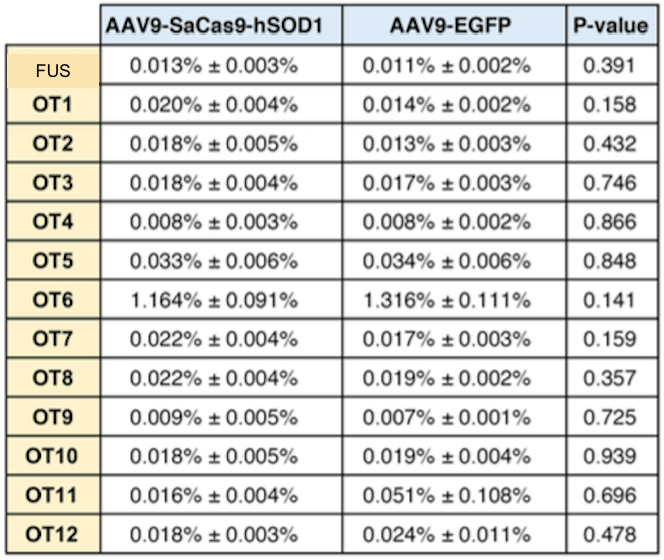 AAV9-SaCas9-hSOD1 AAV9-EGFP P-value
FUS 0.013% ± 0.003% 0.011% ± 0.002% 0.391
OT1 0.020% ± 0.004% 0.014% ± 0.002% 0.158
OT2 0.018% ± 0.005% 0.013% ± 0.003% 0.432
OT3 0.018% ± 0.004% 0.017% ± 0.003% 0.746
OT4 0.008% ± 0.003% 0.008% ± 0.002% 0.866
OT5 0.033% ± 0.006% 0.034% ± 0.006% 0.848
OT6 1.164% ± 0.091% 1.316% ± 0.111% 0.141
OT7 0.022% ± 0.004% 0.017% ± 0.003% 0.159
OT8 0.022% ± 0.004% 0.019% ± 0.002% 0.357
OT9 0.009% ± 0.005% 0.007% ± 0.001% 0.725
OT10 0.018% ± 0.005% 0.019% ± 0.004% 0.939
OT11 0.016% ± 0.004% 0.051% ± 0.108% 0.696
OT12 0.018% ± 0.003% 0.024% ± 0.011% 0.478